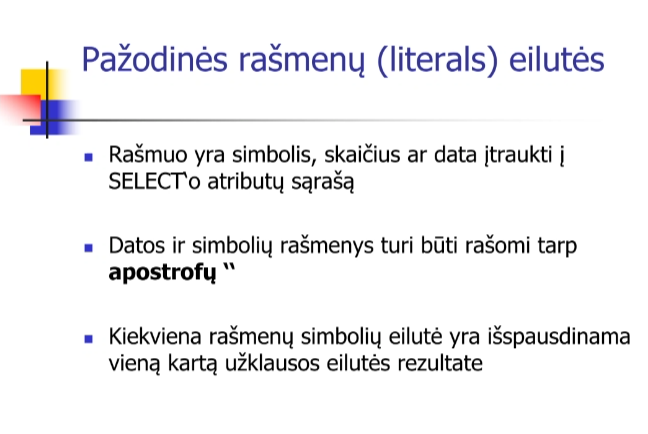 Pažodinės rašmenų (literals) eilutės
Rašmuo yra simbolis, skaičius ar data įtraukti į
SELECT'o atributų sąrašą
Datos ir simbolių rašmenys turi būti rašomi tarp
apostrofų ‘‘
Kiekviena rašmenų simbolių eilutė yra išspausdinama
vieną kartą užklausos eilutės rezultate